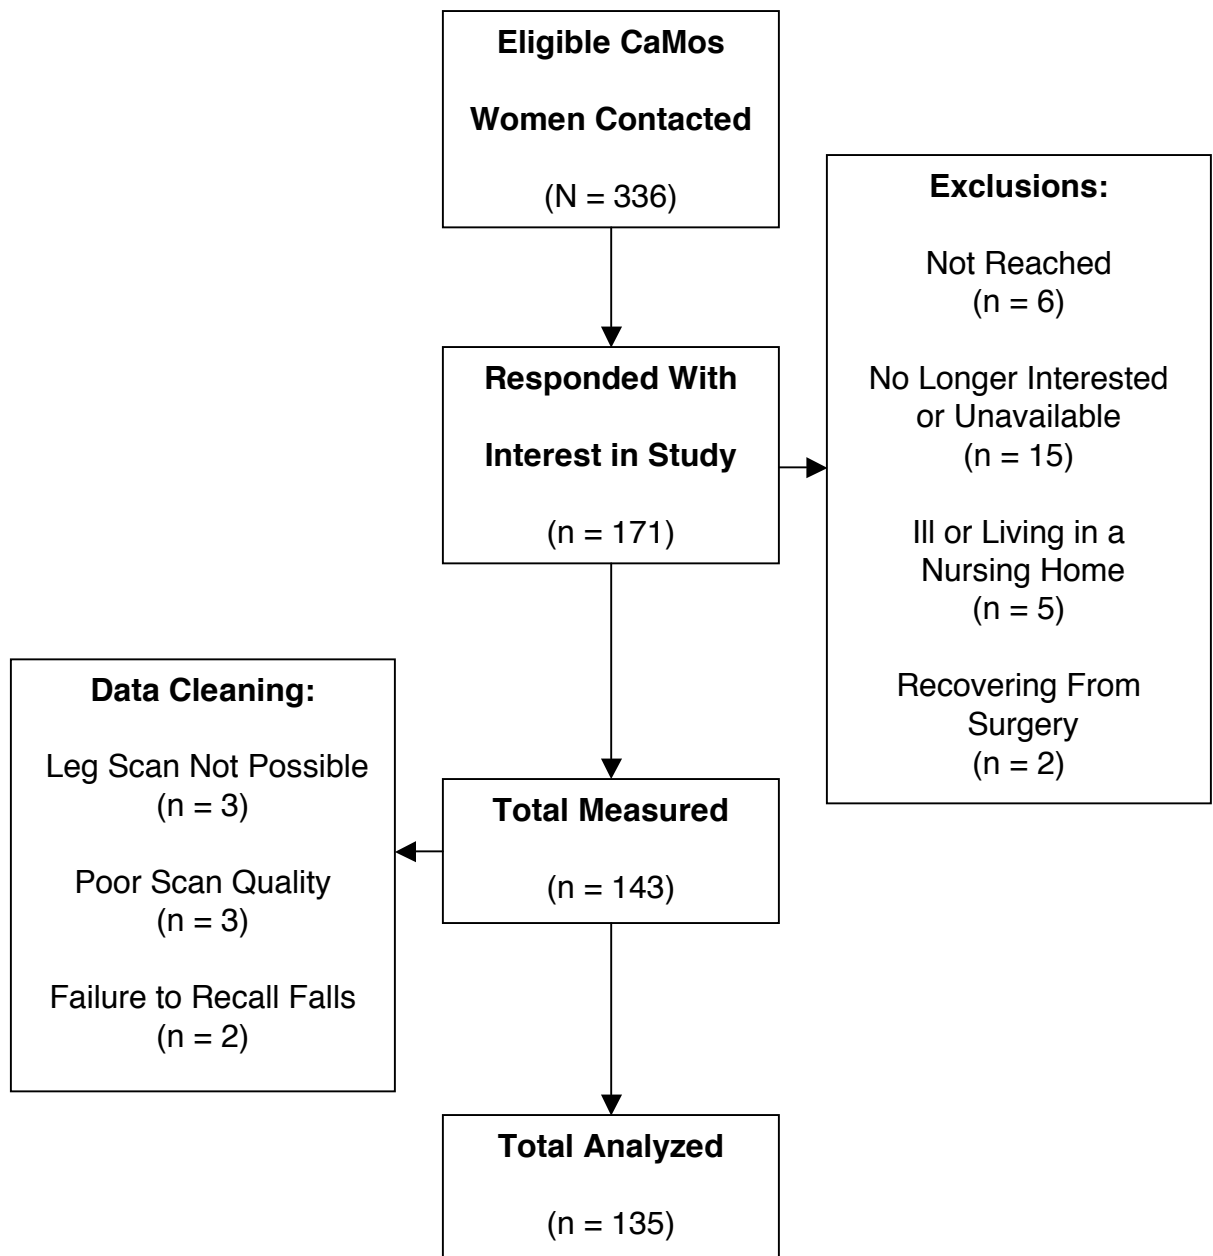 Eligible CaMos
Women Contacted
(N = 336)
Exclusions:
Not Reached
(n = 6)
No Longer Interested
or Unavailable
(n = 15)
Ill or Living in a
Nursing Home
(n = 5)
Recovering From
Surgery
(n = 2)
Responded With
Interest in Study
(n = 171)
Data Cleaning:
Leg Scan Not Possible
(n = 3)
Poor Scan Quality
(n = 3)
Failure to Recall Falls
(n = 2)
Total Measured
(n = 143)
Total Analyzed
(n = 135)